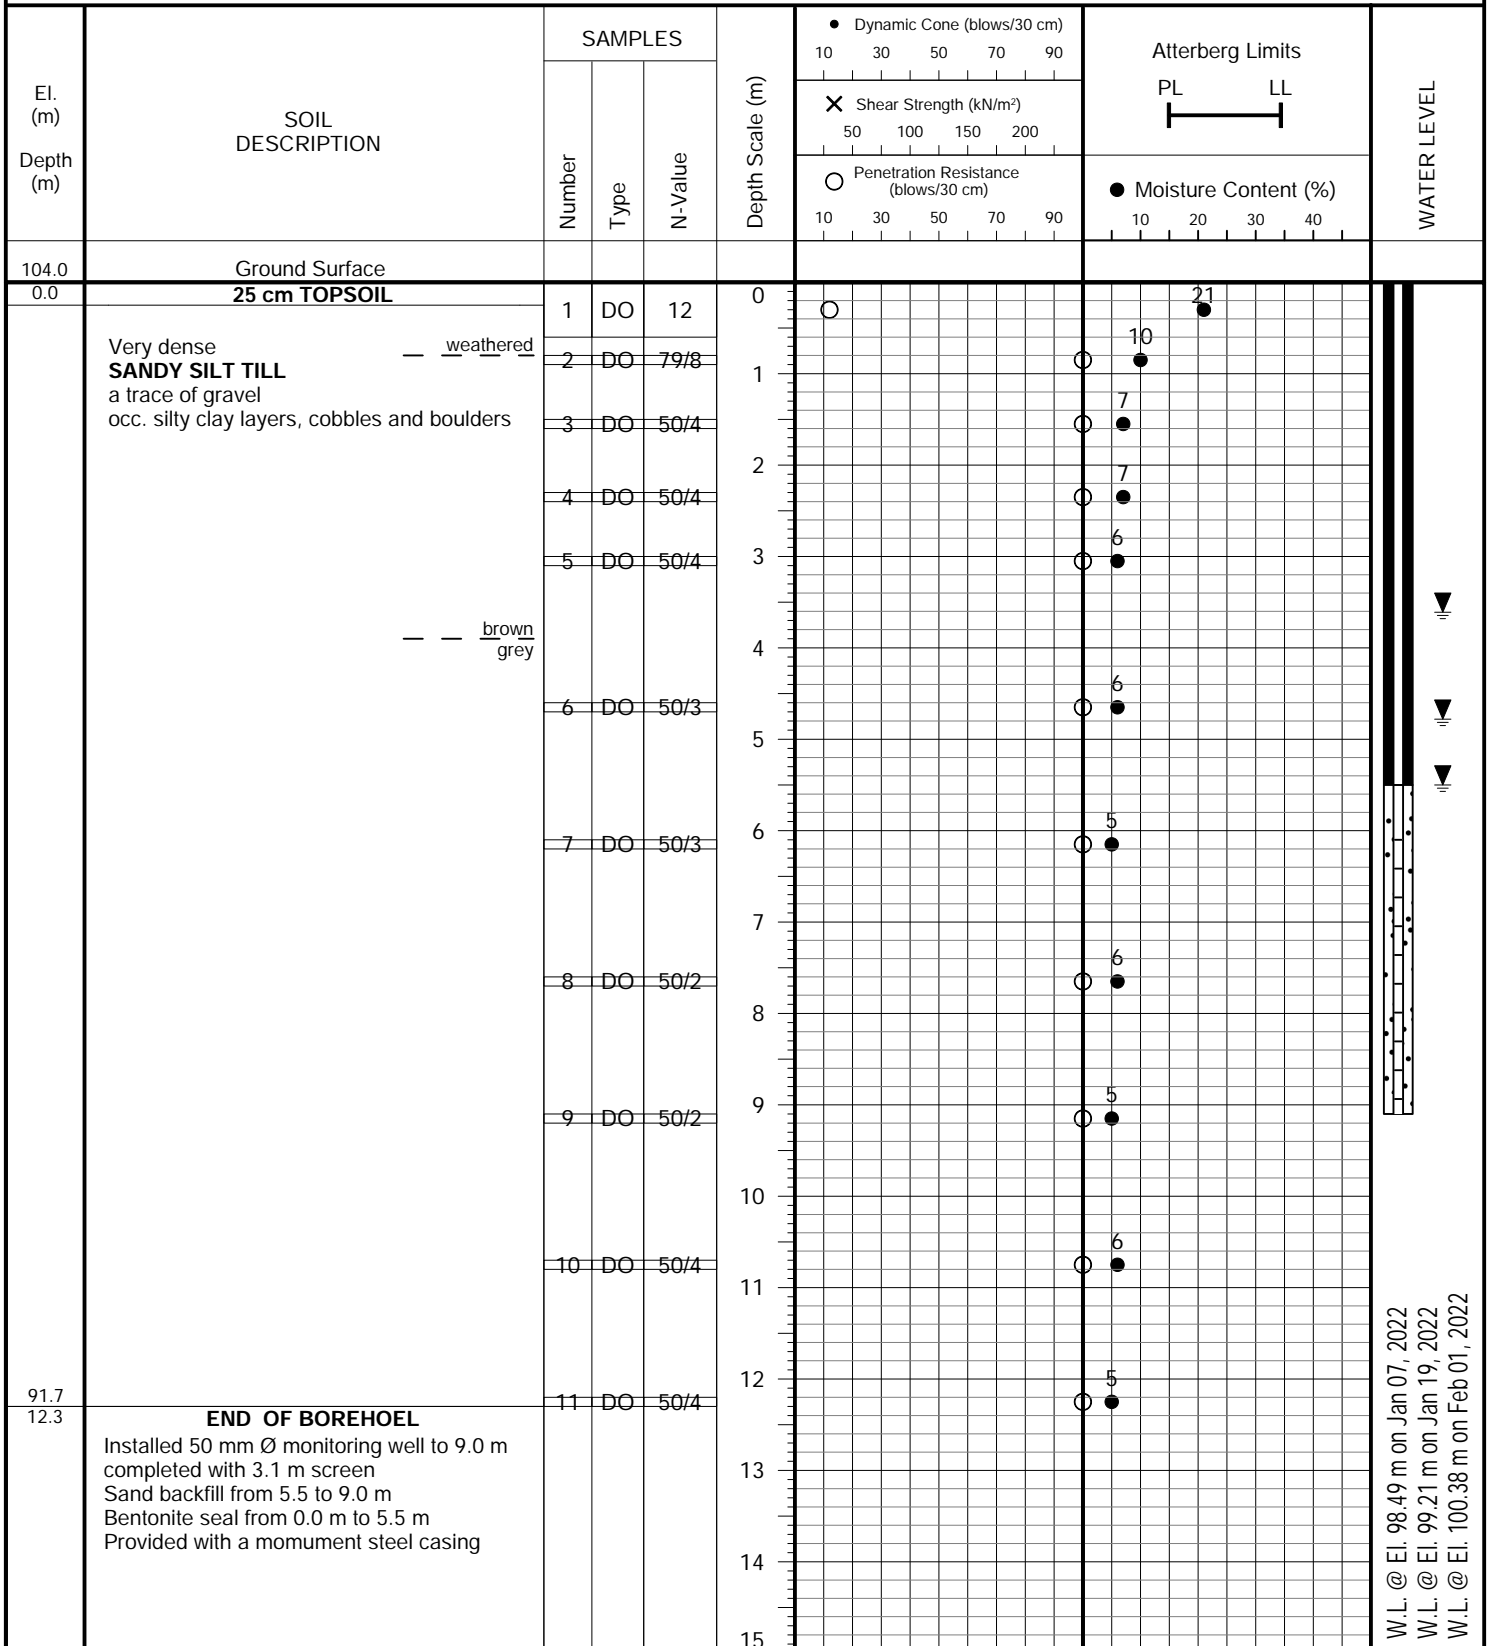 El.
(m)
Depth
(m)
SOIL
DESCRIPTION
SAMPLES
Number
Type
N-Value
Depth Scale (m)
Dynamic Cone (blows/30 cm)
10 30 50 70 90
Shear Strength (kN/m²)
50 100 150 200
Penetration Resistance
(blows/30 cm)
10 30 50 70 90
Atterberg Limits
PL LL
Moisture Content (%)
10 20 30 40
WATER LEVEL
104.0 Ground Surface
0.0 25 cm TOPSOIL 0
1 DO 12 21
Very dense weathered
SANDY SILT TILL
a trace of gravel
occ. silty clay layers, cobbles and boulders
2 DO 79/8 10
1
3 DO 50/4 7
2
4 DO 50/4 7
3
5 DO 50/4 6
brown
grey
4
6 DO 50/3 6
5
6
7 DO 50/3 5
7
8 DO 50/2 6
8
9
9 DO 50/2 5
10
10 DO 50/4 6
11
12
91.7
12.3
11 DO 50/4 5
END OF BOREHOEL
Installed 50 mm Ø monitoring well to 9.0 m
completed with 3.1 m screen
Sand backfill from 5.5 to 9.0 m
Bentonite seal from 0.0 m to 5.5 m
Provided with a momument steel casing
13
14
15
W.L. @ El. 98.49 m on Jan 07, 2022
W.L. @ El. 99.21 m on Jan 19, 2022
W.L. @ El. 100.38 m on Feb 01, 2022